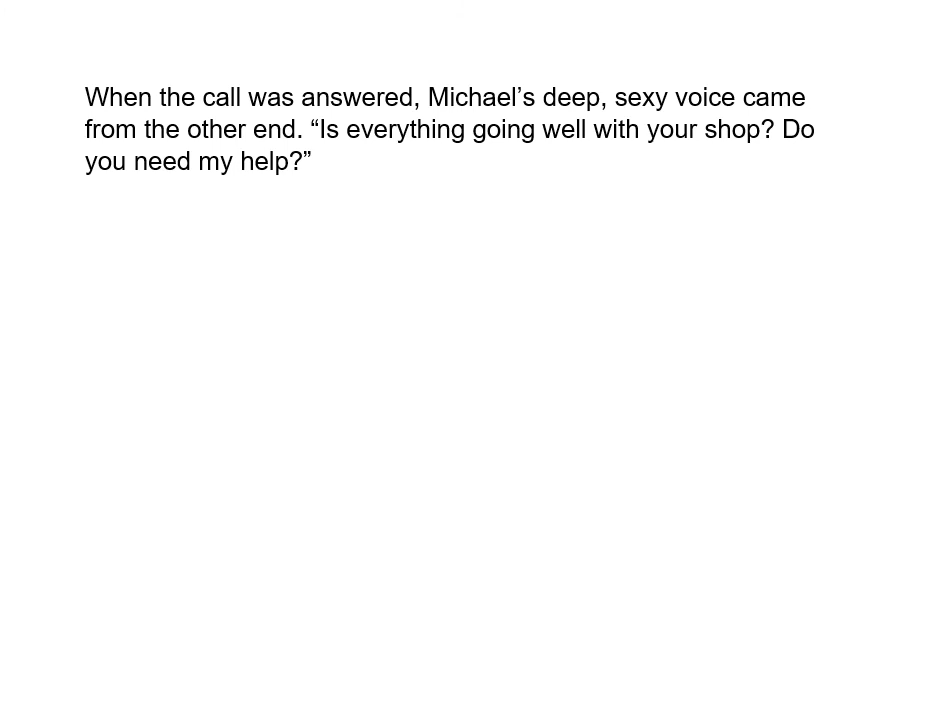 When the call was answered, Michael’s deep, sexy voice came
from the other end. “Is everything going well with your shop? Do
you need my help?”